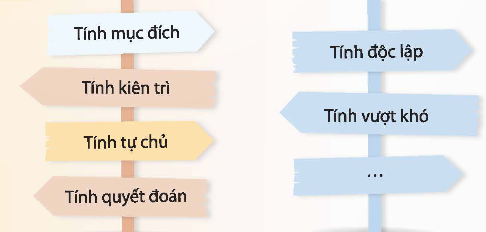 Tính mục đích
Tính kiên trì
Tính tự chủ
Tính quyết đoán
Tính độc lập
Tính vượt khó
...